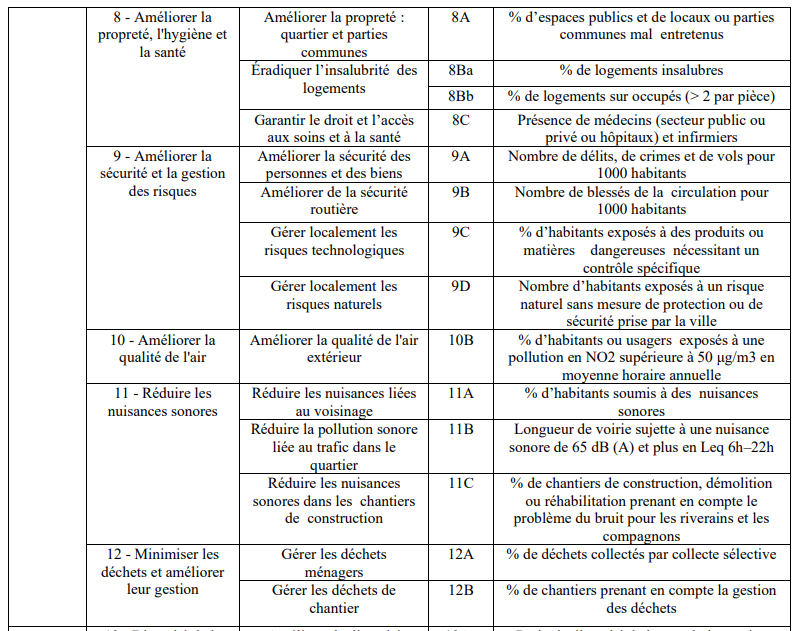 8 - Améliorer la
propreté, l'hygiène et
la santé
Améliorer la propreté :
quartier et parties
communes
8A
% d’espaces publics et de locaux ou parties
communes mal entretenus
Éradiquer l’insalubrité des
logements
8Ba
% de logements insalubres
8Bb
% de logements sur occupés (> 2 par pièce)
Garantir le droit et l’accès
aux soins et à la santé
8C
Présence de médecins (secteur public ou
privé ou hôpitaux) et infirmiers
9 - Améliorer la
sécurité et la gestion
des risques
Améliorer la sécurité des
personnes et des biens
9A
Nombre de délits, de crimes et de vols pour
1000 habitants
Améliorer de la sécurité
routière
9B
Nombre de blessés de la circulation pour
1000 habitants
Gérer localement les
risques technologiques
9C
% d’habitants exposés à des produits ou
matières dangereuses nécessitant un
contrôle spécifique
Gérer localement les
risques naturels
9D
Nombre d’habitants exposés à un risque
naturel sans mesure de protection ou de
sécurité prise par la ville
10 - Améliorer la
qualité de l'air
Améliorer la qualité de l'air
extérieur
10B
% d’habitants ou usagers exposés à une
pollution en NO2 supérieure à 50 μg/m3 en
moyenne horaire annuelle
11 - Réduire les
nuisances sonores
Réduire les nuisances liées
au voisinage
11A
% d’habitants soumis à des nuisances
sonores
Réduire la pollution sonore
liée au trafic dans le
quartier
11B
Longueur de voirie sujette à une nuisance
sonore de 65 dB (A) et plus en Leq 6h–22h
Réduire les nuisances
sonores dans les chantiers
de construction
11C
% de chantiers de construction, démolition
ou réhabilitation prenant en compte le
problème du bruit pour les riverains et les
compagnons
12 - Minimiser les
déchets et améliorer
leur gestion
Gérer les déchets
ménagers
12A
% de déchets collectés par collecte sélective
Gérer les déchets de
chantier
12B
% de chantiers prenant en compte la gestion
des déchets